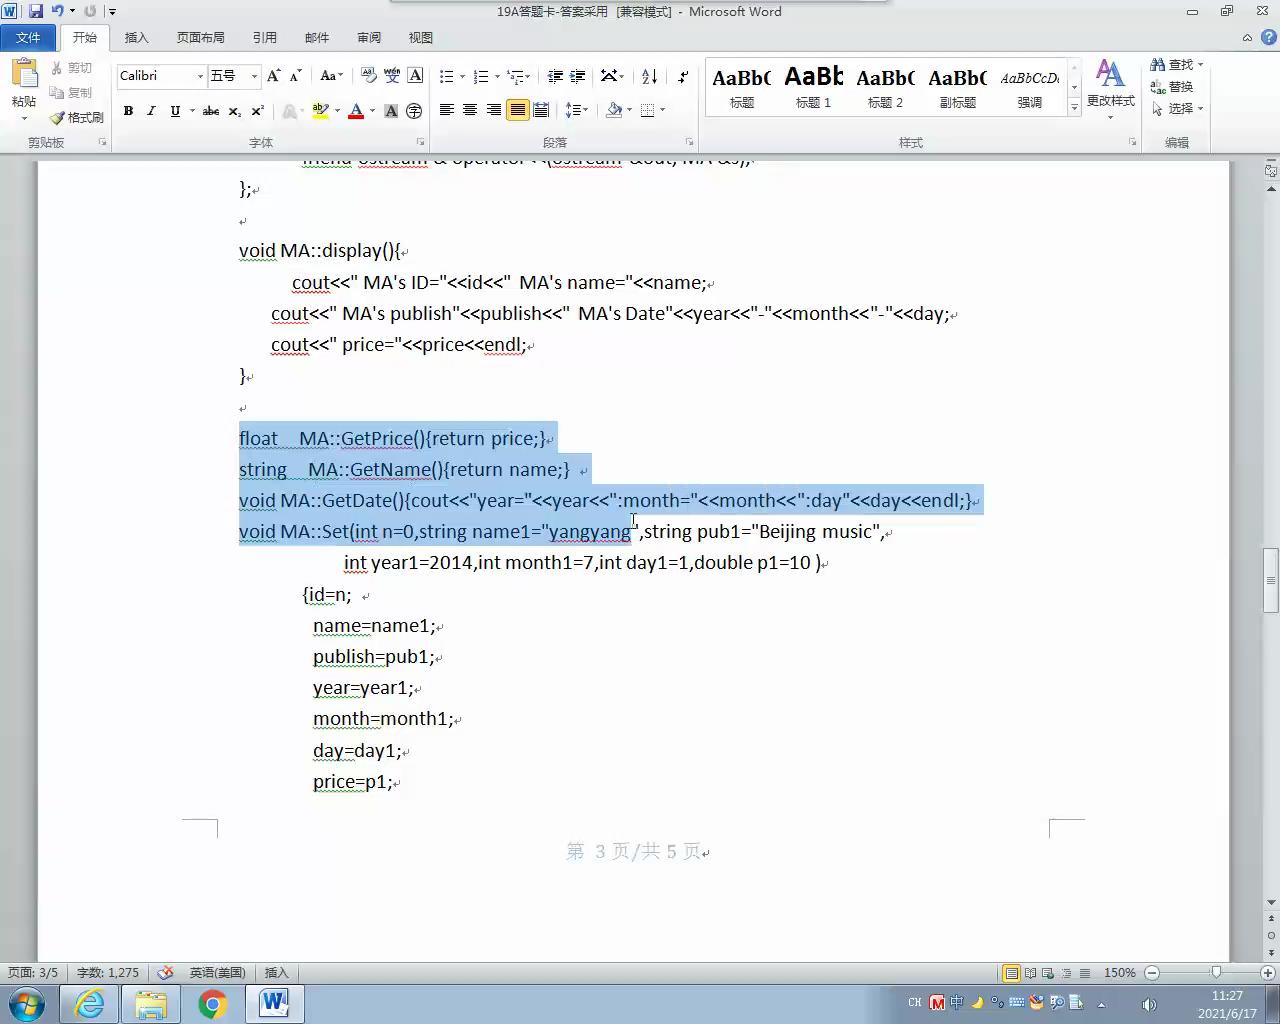 19A答题卡-答案采用 [兼容模式] - Microsoft Word
文件 开始 插入 页面布局 引用 邮件 审阅 视图
粘贴 剪切 复制 格式刷
Calibri 五号
AaBbC AaBb AaBbC AaBbC AaBbCcDc
标题 标题 1 标题 2 副标题 强调 更改样式
查找 替换 选择
剪贴板 字体 段落 样式 编辑
friend ostream & operator <<(ostream &out, MA &s);
};
void MA::display(){
cout<<" MA's ID="<<id<<"  MA's name="<<name;
cout<<" MA's publish"<<publish<<"  MA's Date"<<year<<"-"<<month<<"-"<<day;
cout<<" price="<<price<<endl;
}
float    MA::GetPrice(){return price;}
string    MA::GetName(){return name;}
void MA::GetDate(){cout<<"year="<<year<<":month="<<month<<":day"<<day<<endl;}
void MA::Set(int n=0,string name1="yangyang",string pub1="Beijing music",
int year1=2014,int month1=7,int day1=1,double p1=10 )
{id=n;
name=name1;
publish=pub1;
year=year1;
month=month1;
day=day1;
price=p1;
第 3 页/共 5 页
页面: 3/5 字数: 1,275 英语(美国) 插入 150%
CH 中 11:27
2021/6/17